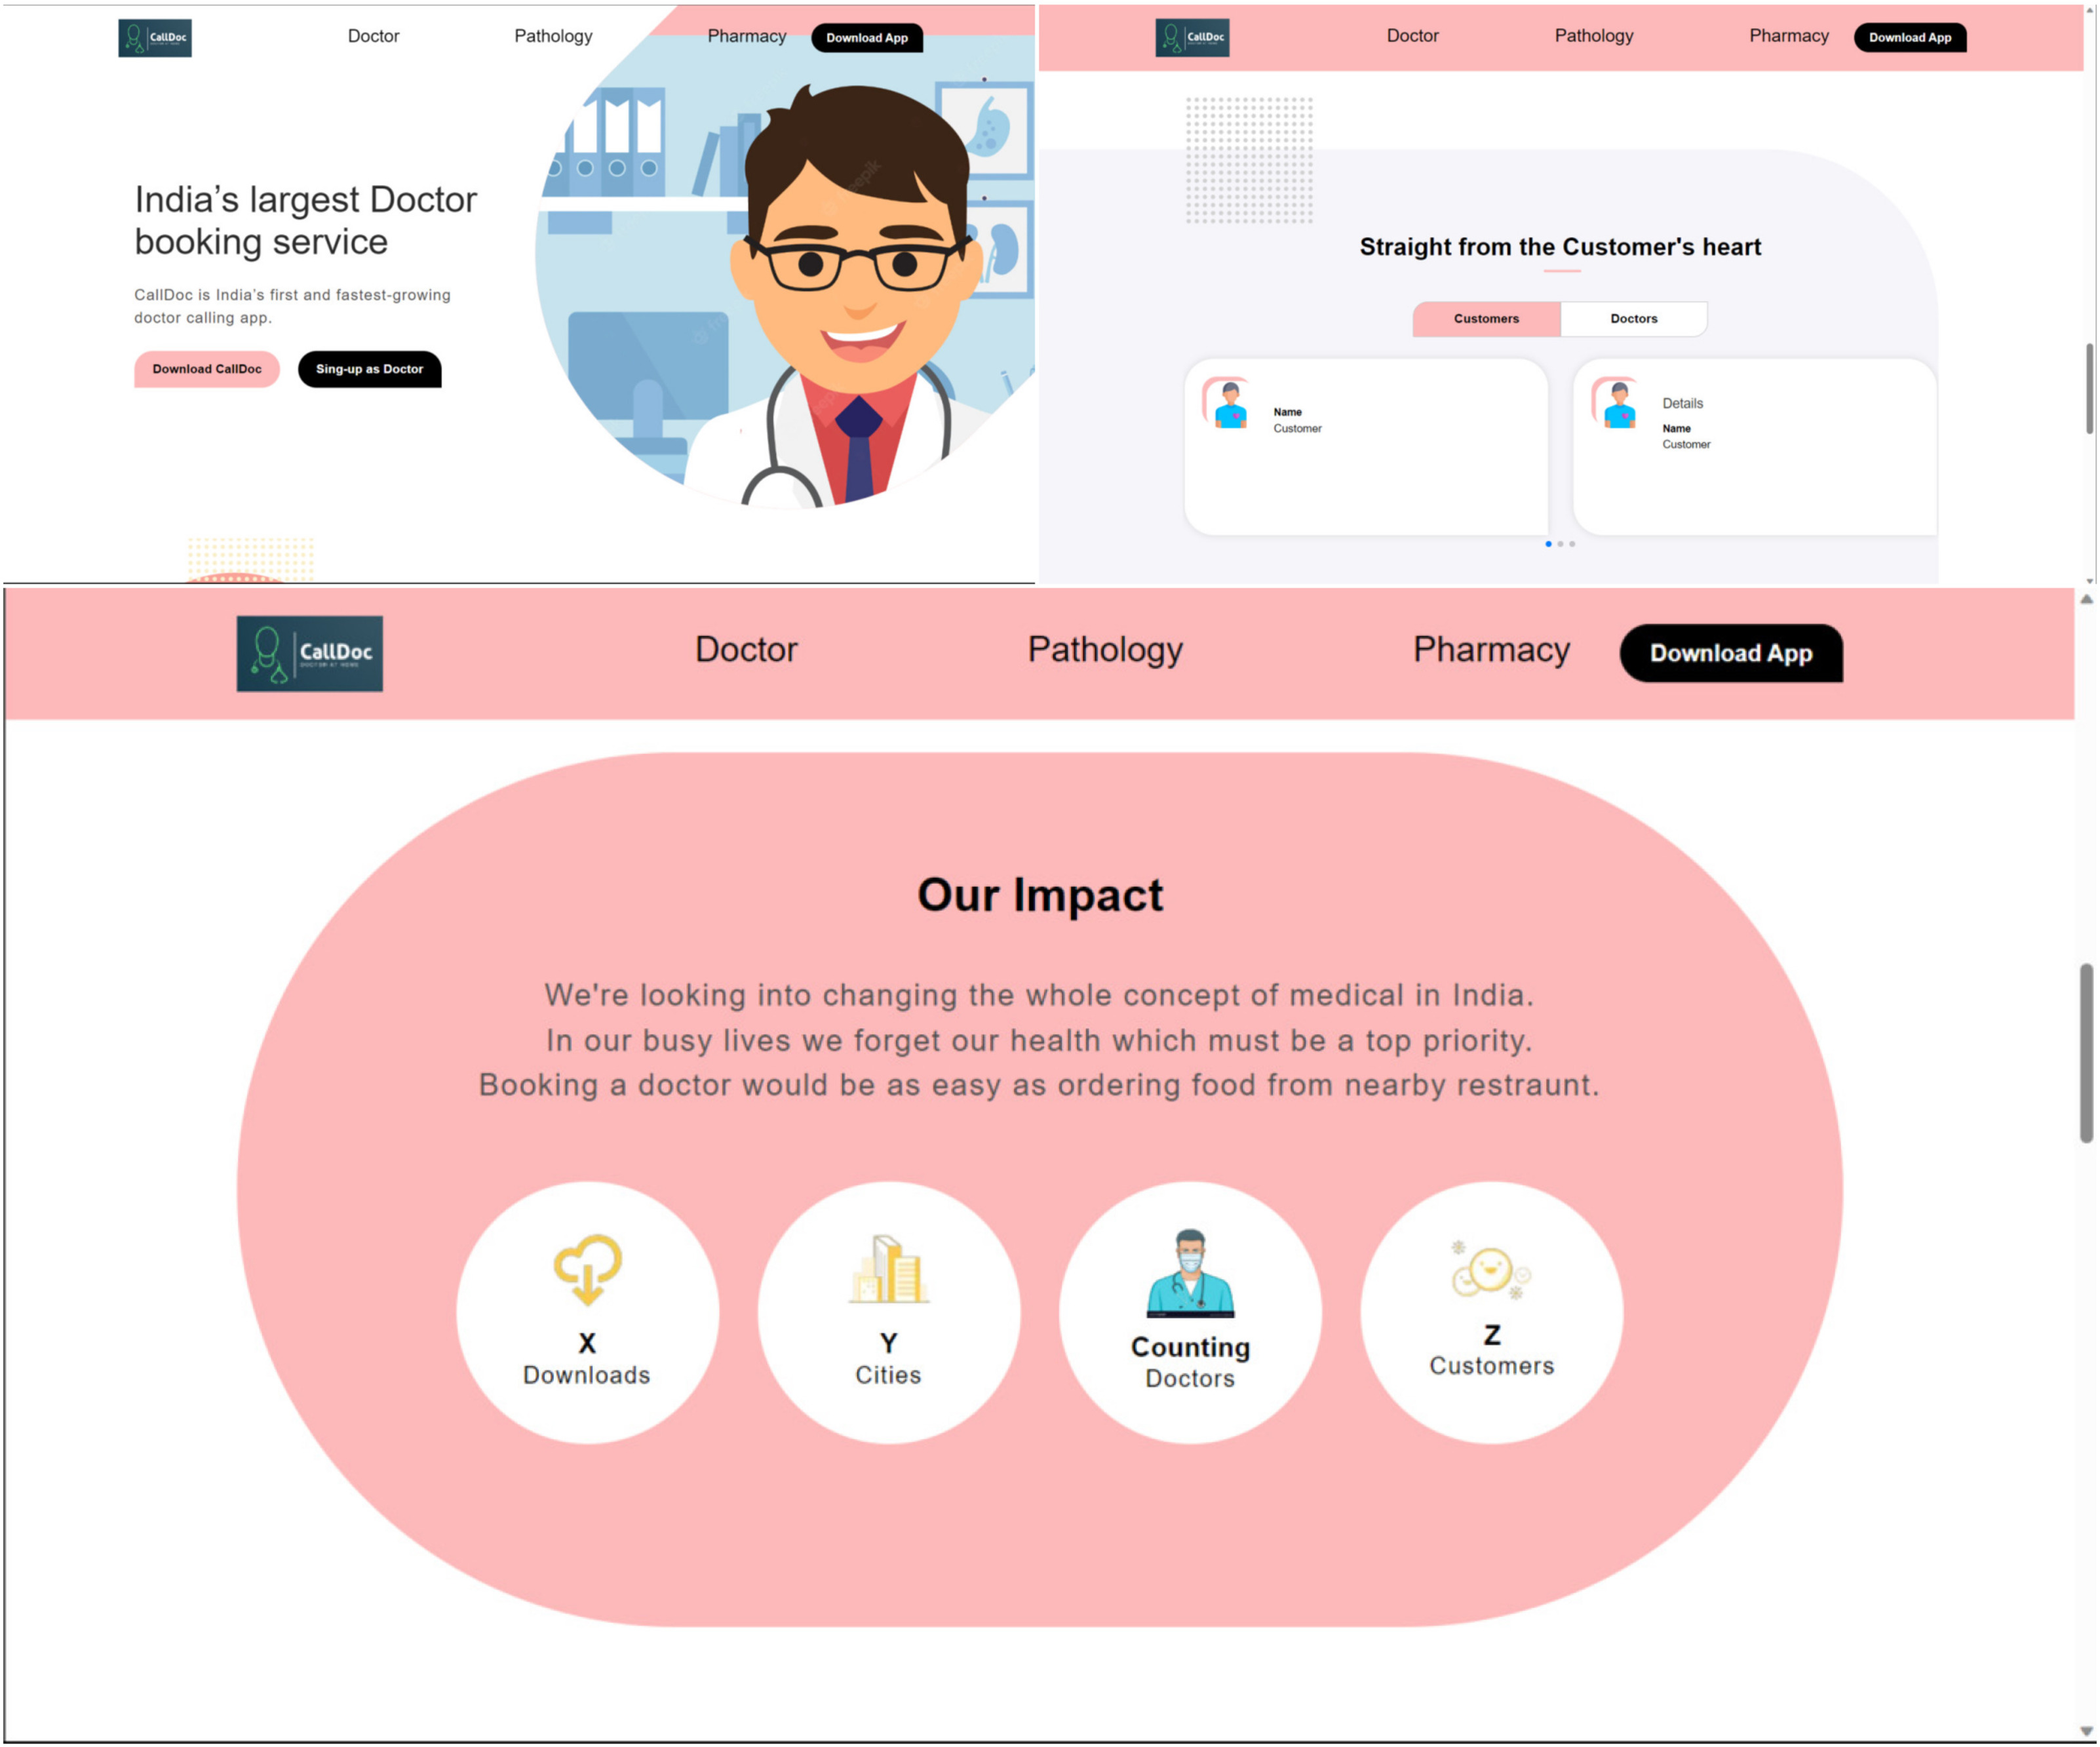 CallDoc
Doctor
Pathology
Pharmacy
Download App
India’s largest Doctor
booking service
CallDoc is India’s first and fastest-growing
doctor calling app.
Download CallDoc
Sing-up as Doctor
CallDoc
Doctor
Pathology
Pharmacy
Download App
Straight from the Customer's heart
Customers
Doctors
Name
Customer
Details
Name
Customer
CallDoc
DOCTOR AT HOME
Doctor
Pathology
Pharmacy
Download App
Our Impact
We're looking into changing the whole concept of medical in India.
In our busy lives we forget our health which must be a top priority.
Booking a doctor would be as easy as ordering food from nearby restraunt.
X
Downloads
Y
Cities
Counting
Doctors
Z
Customers